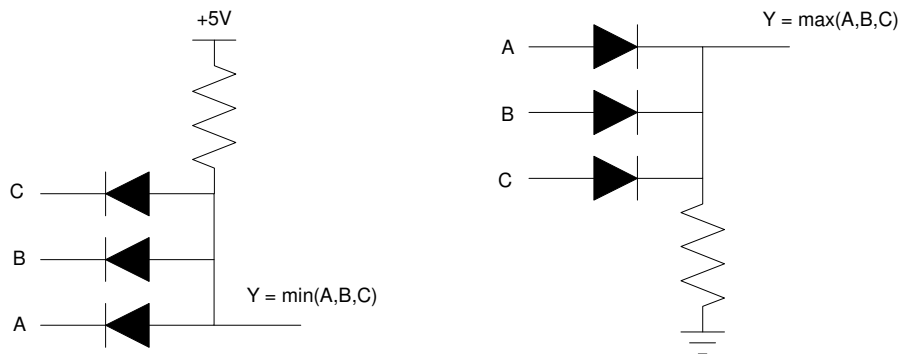 +5V
C
B
A
Y = min(A,B,C)
Y = max(A,B,C)
A
B
C